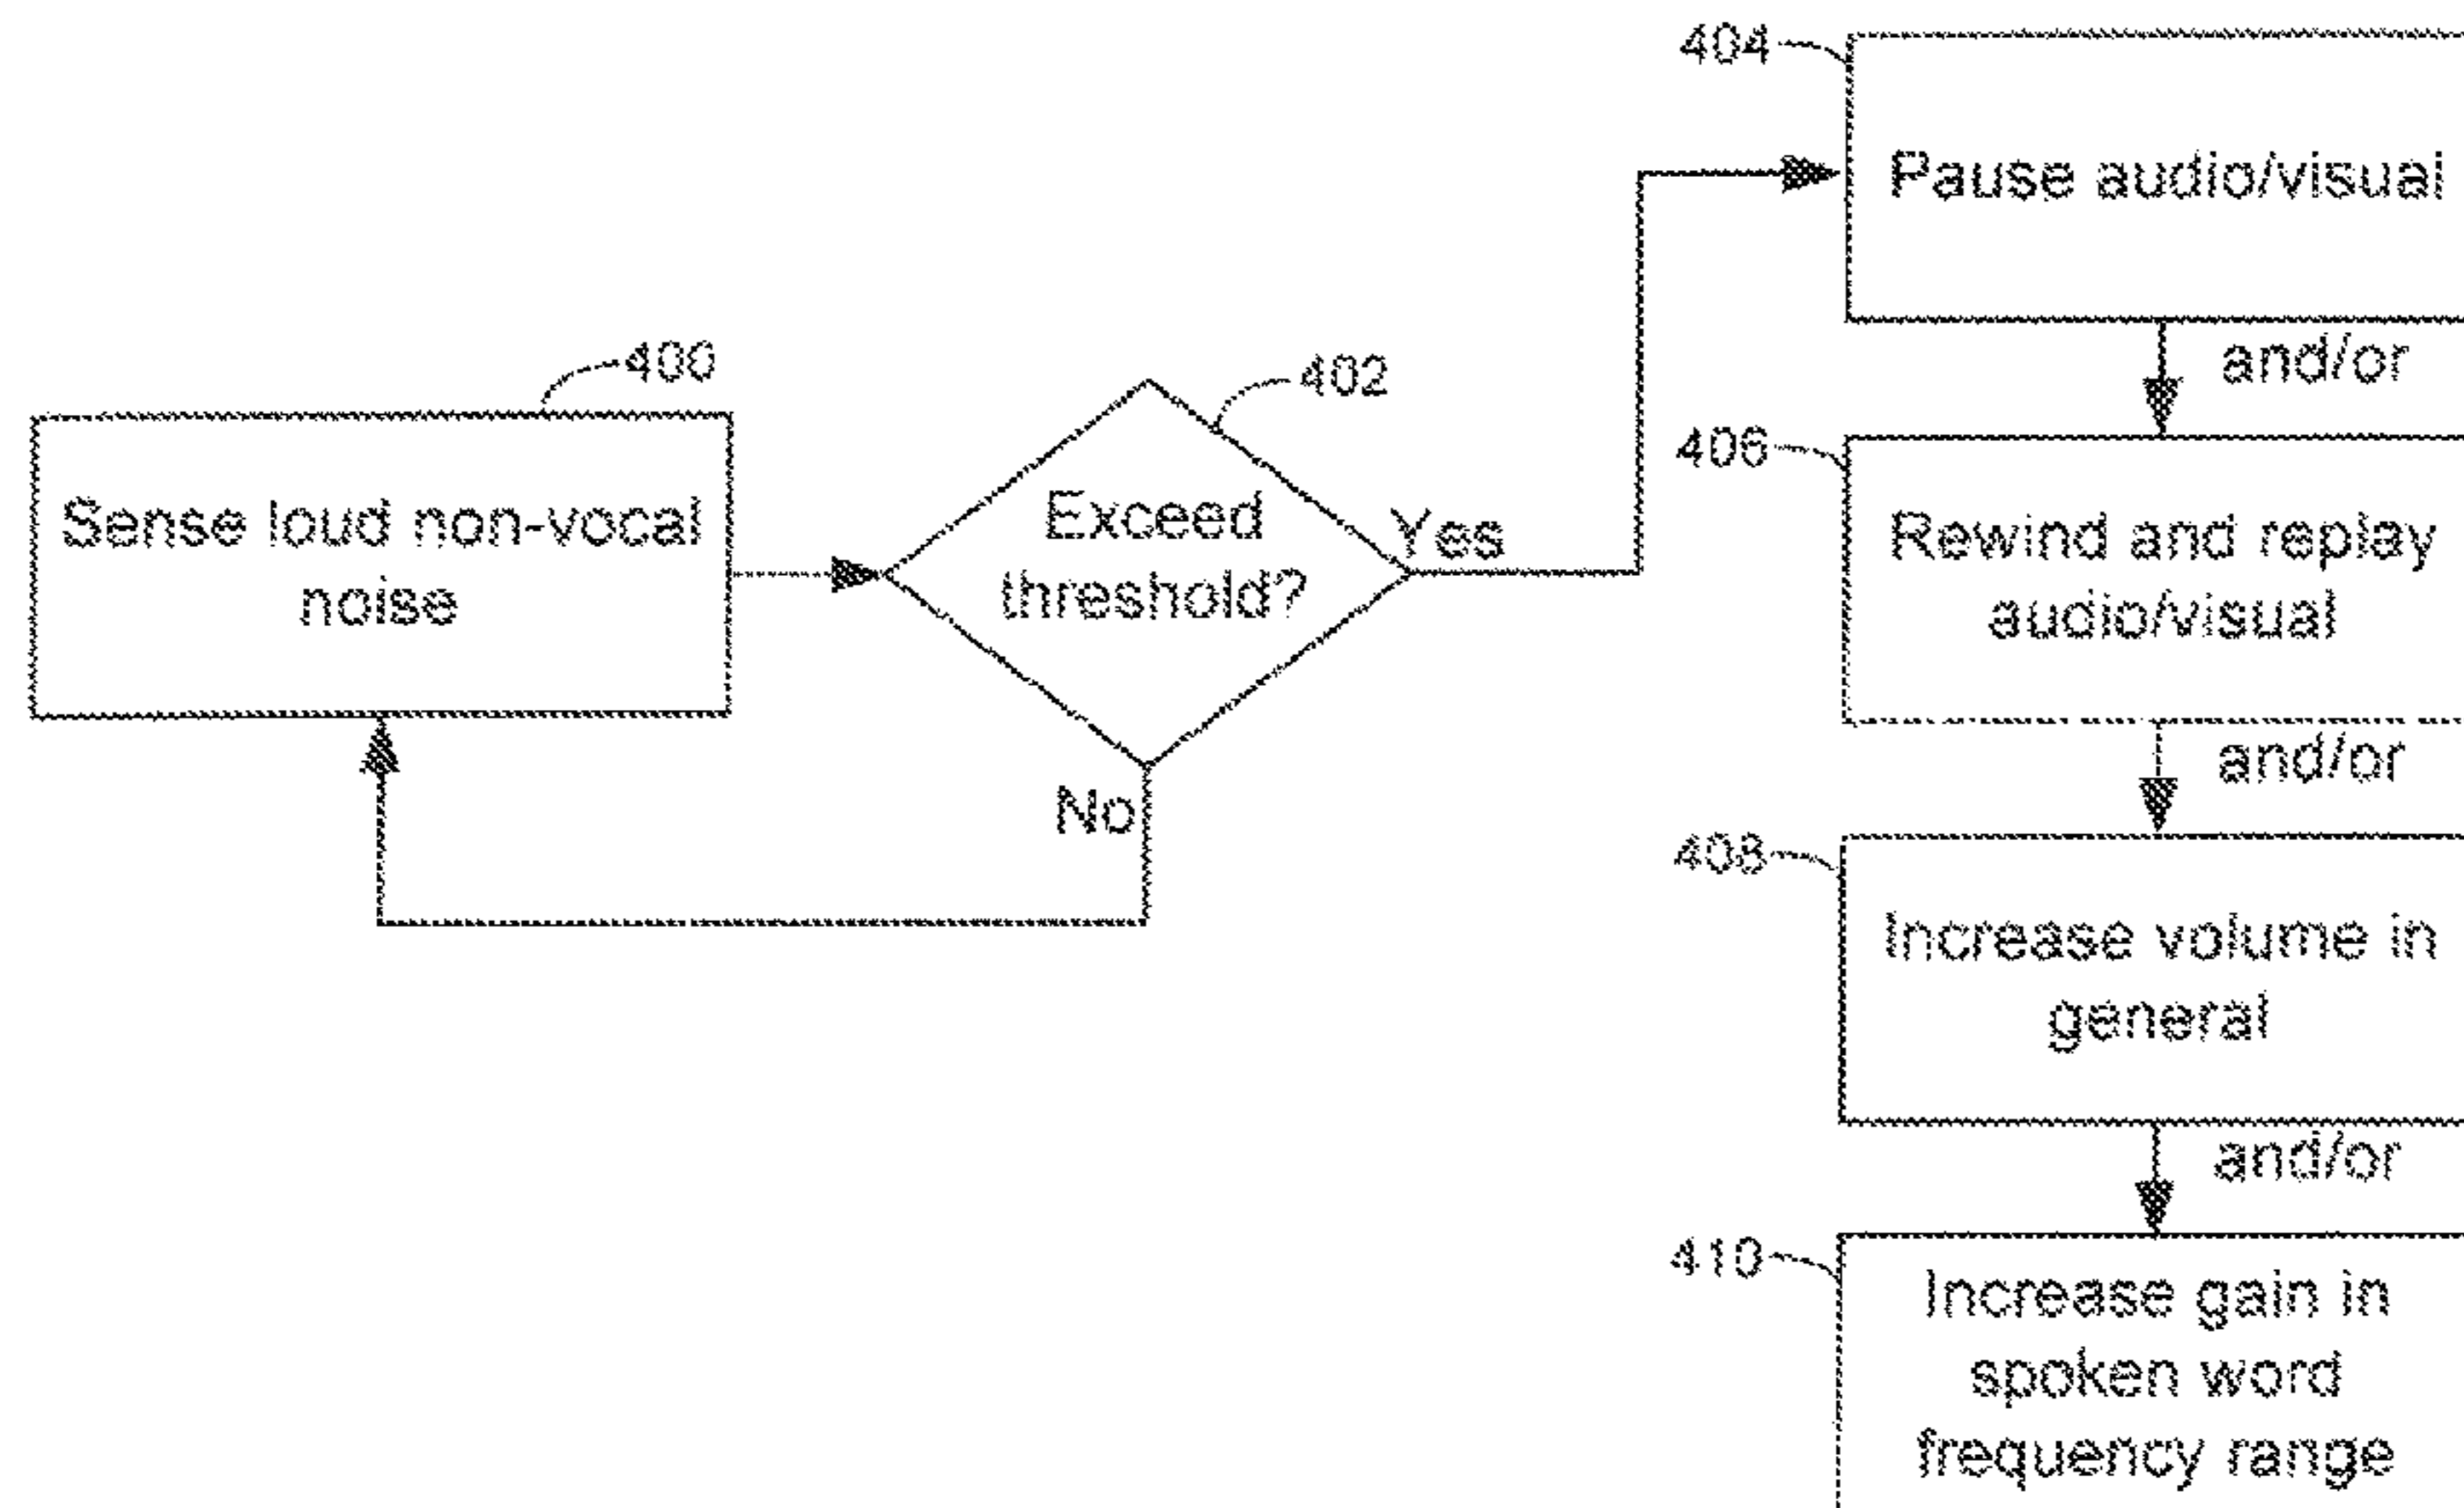 400
Sense loud non-vocal
noise
402
Exceed
threshold?
Yes
No
404
Pause audio/visual
and/or
406
Rewind and replay
audio/visual
and/or
408
Increase volume in
general
and/or
410
Increase gain in
spoken word
frequency range